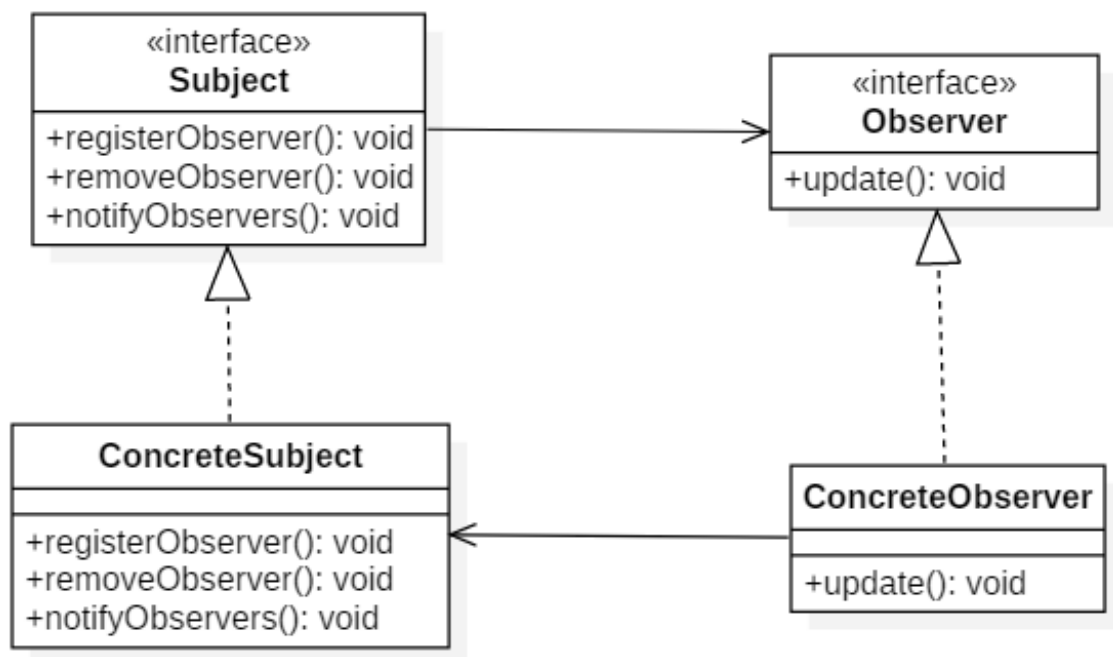 «interface»
Subject
+registerObserver(): void
+removeObserver(): void
+notifyObservers(): void
«interface»
Observer
+update(): void
ConcreteSubject
+registerObserver(): void
+removeObserver(): void
+notifyObservers(): void
ConcreteObserver
+update(): void